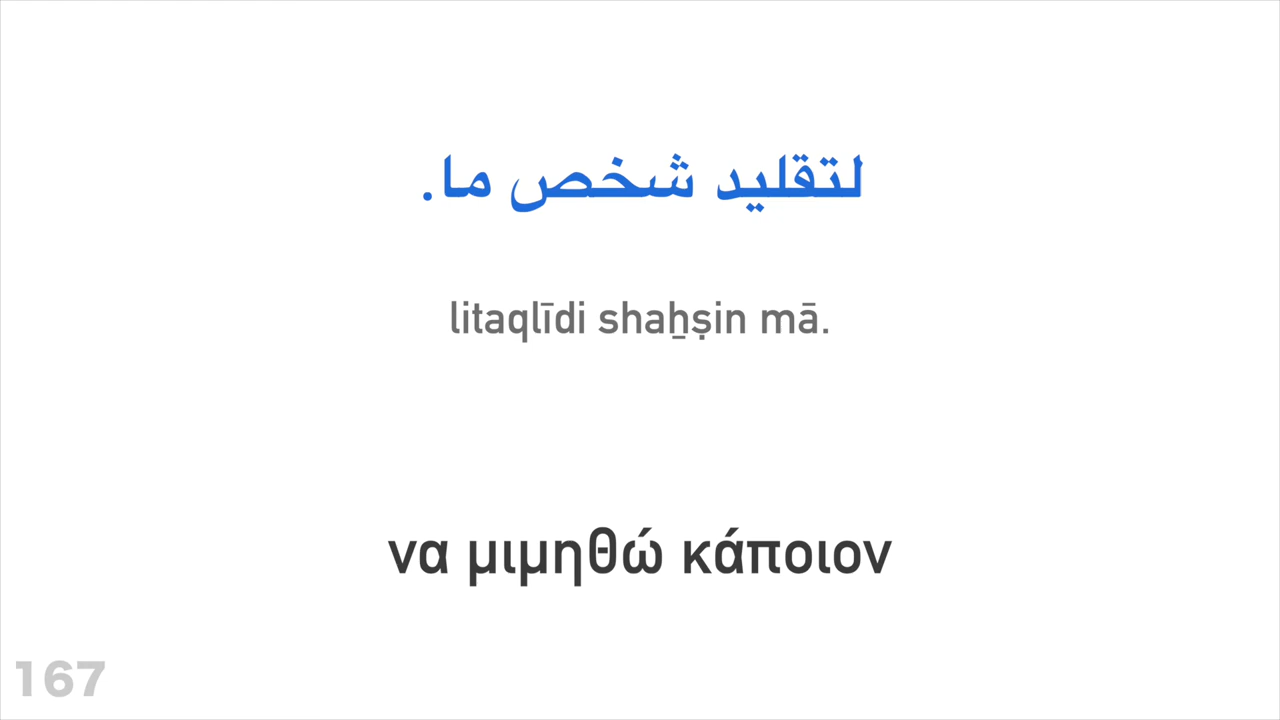 لتقليد شخص ما.
litaqlīdi shaẖṣin mā.
να μιμηθώ κάποιον
167